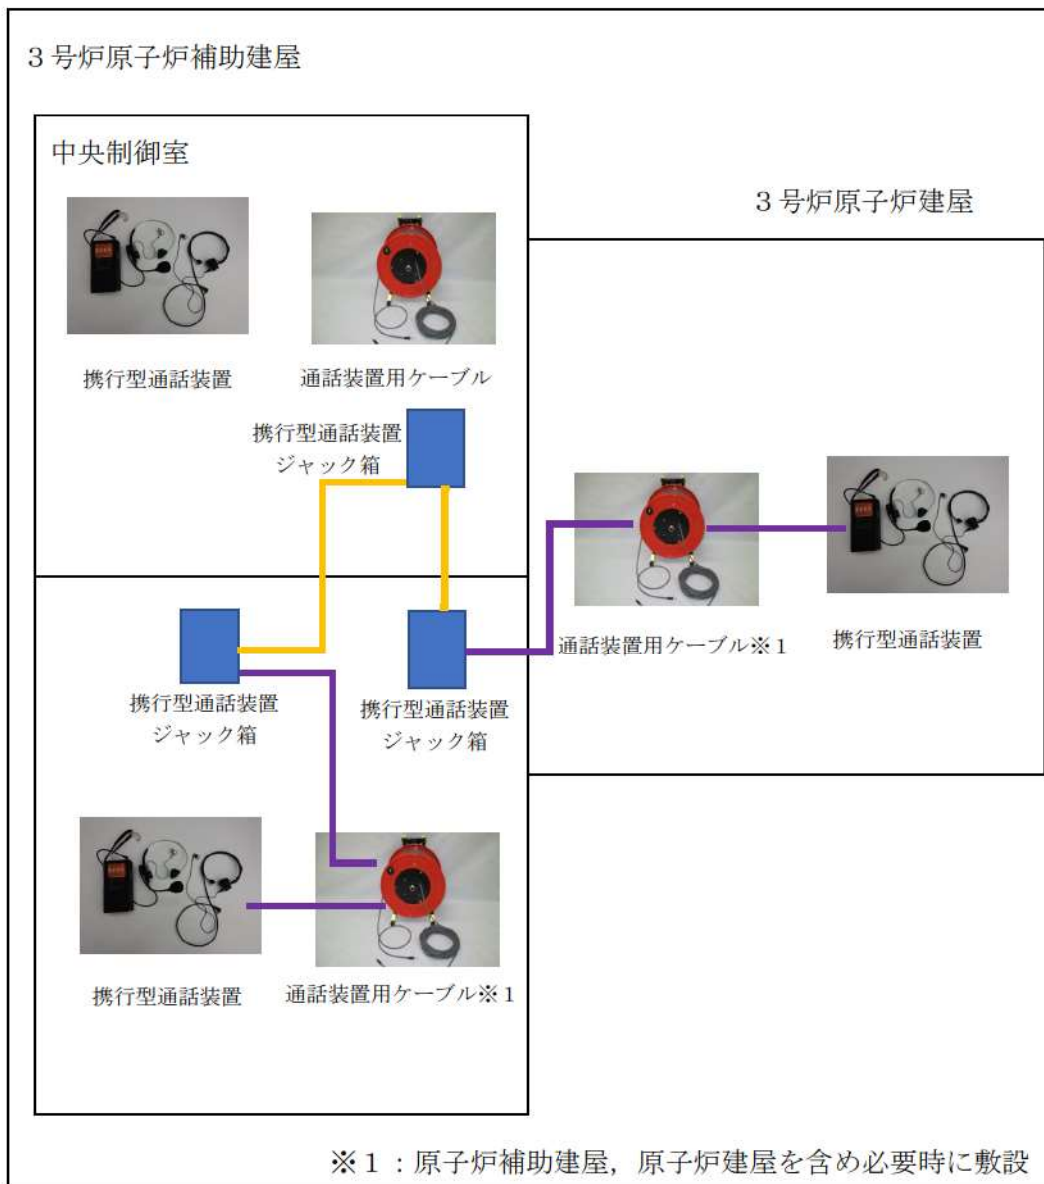 ３号炉原子炉補助建屋
中央制御室
３号炉原子炉建屋
携行型通話装置
通話装置用ケーブル
携行型通話装置
ジャック箱
通話装置用ケーブル※１
携行型通話装置
携行型通話装置
ジャック箱
携行型通話装置
ジャック箱
携行型通話装置
通話装置用ケーブル※１
※１：原子炉補助建屋，原子炉建屋を含め必要時に敷設